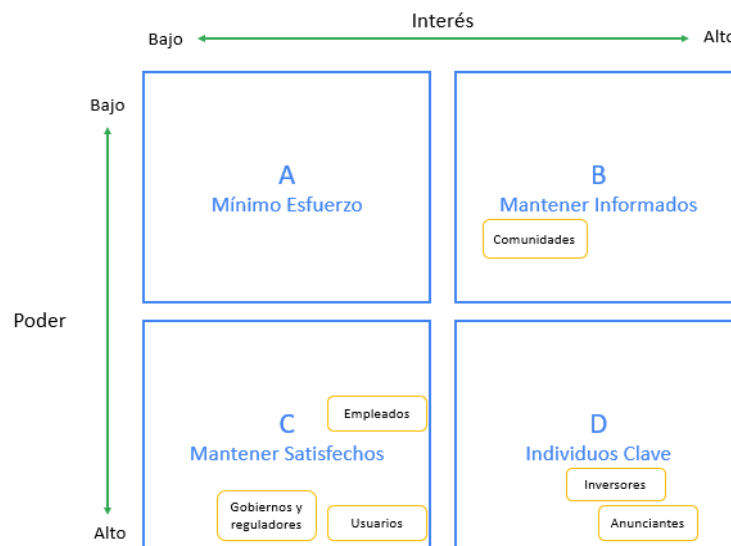 Interés
Bajo
Alto
Bajo
A
Mínimo Esfuerzo
B
Mantener Informados
Comunidades
Poder
Empleados
C
Mantener Satisfechos
D
Individuos Clave
Inversores
Gobiernos y
reguladores
Usuarios
Anunciantes
Alto